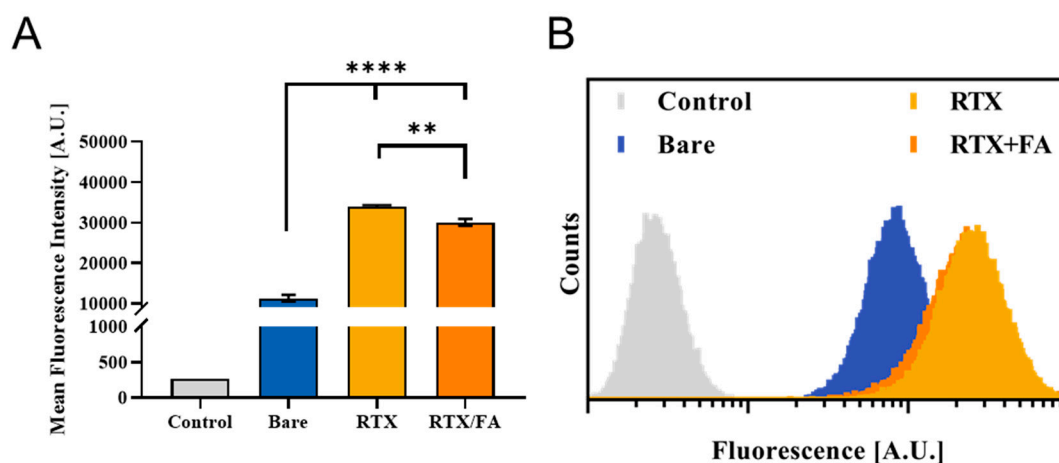 A
Mean Fluorescence Intensity [A.U.]
50000
40000
30000
20000
10000
1000
500
0
****
**
Control Bare RTX RTX/FA
B
Control RTX
Bare RTX+FA
Counts
Fluorescence [A.U.]